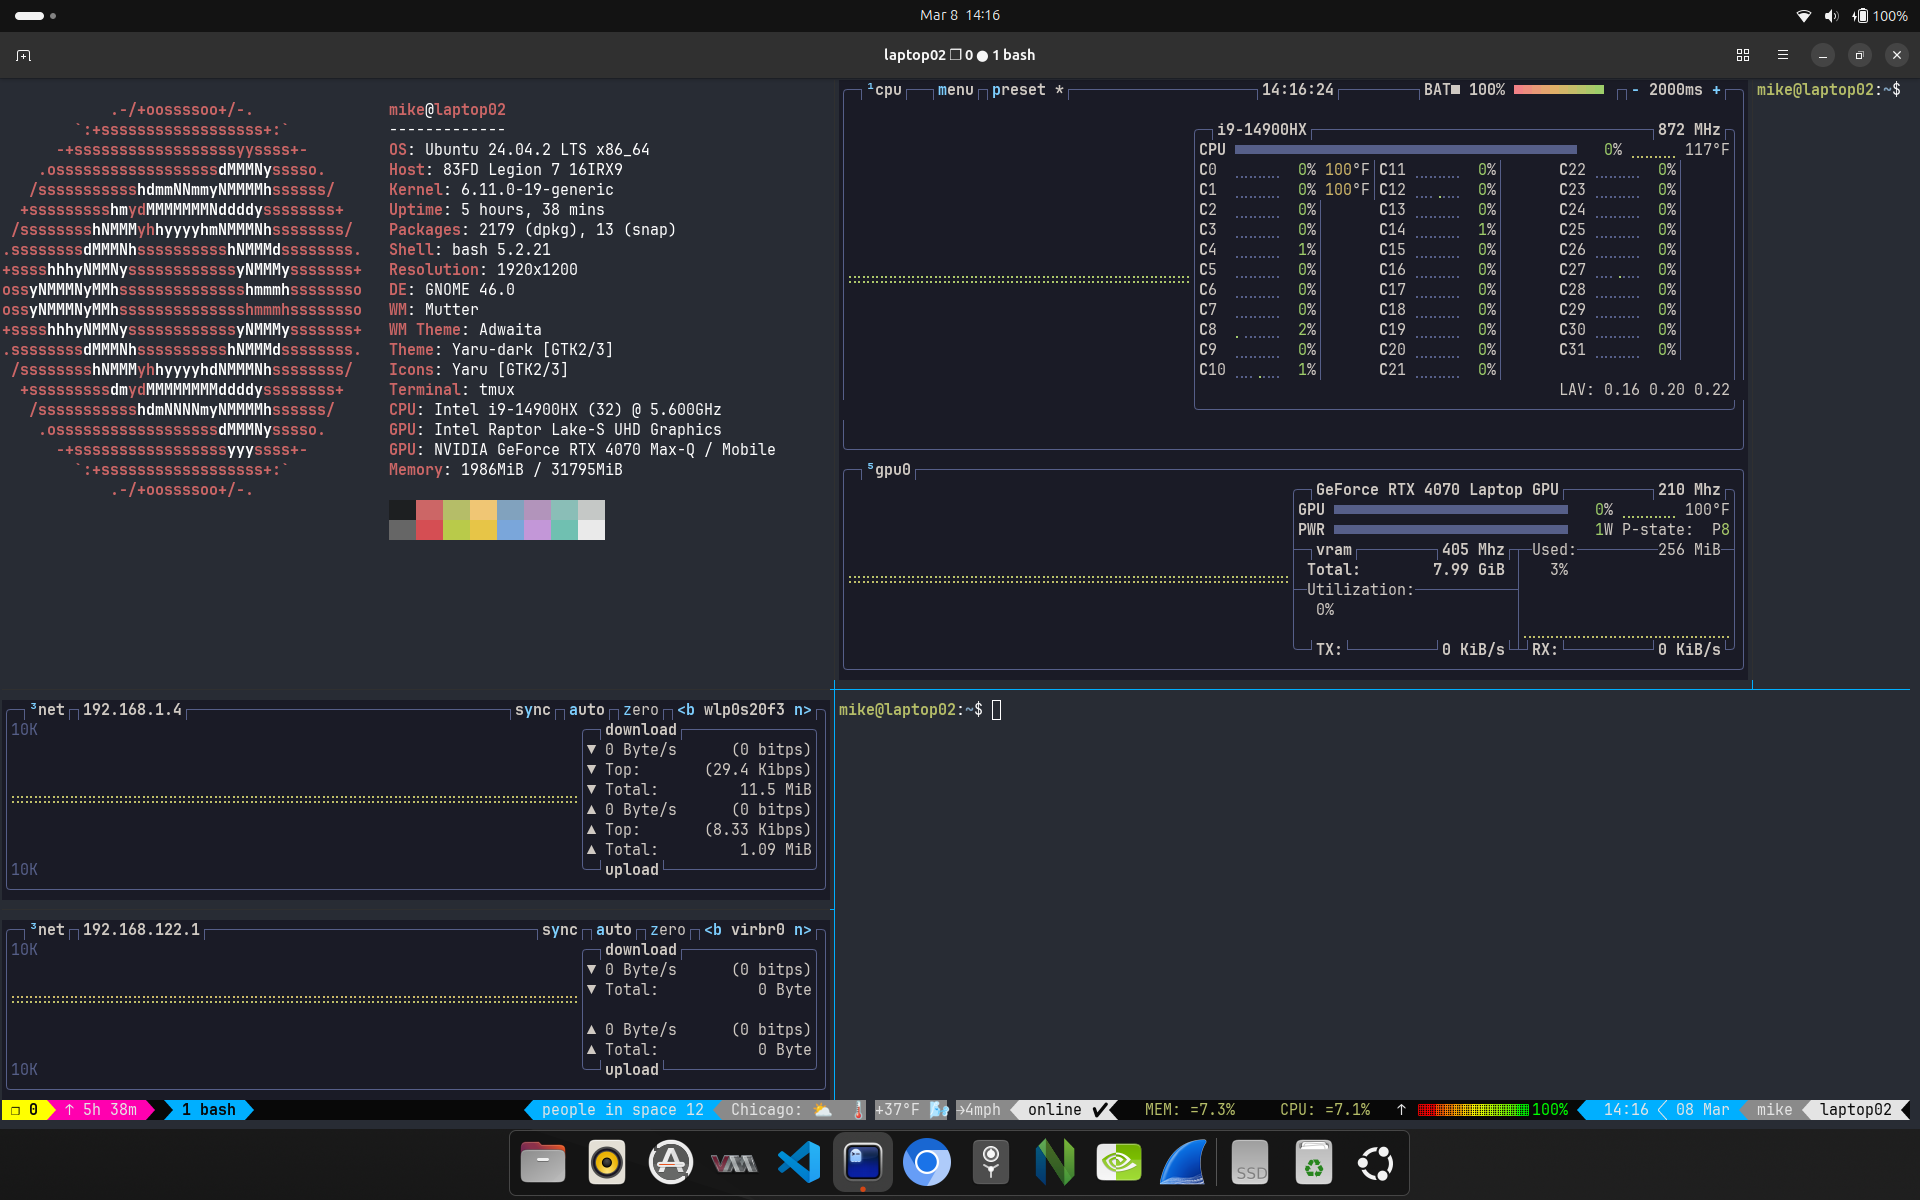 Mar 8 14:16
100%
laptop02 ❐ 0 ● 1 bash
.-/+oossssoo+/-.
`:+ssssssssssssssssss+:`
-+ssssssssssssssssssyyssss+-
.ossssssssssssssssssdMMMNysssso.
/ssssssssssshdmmNNmmyNMMMMhssssss/
+ssssssssshmydMMMMMMMNddddyssssssss+
/sssssssshNMMMyhhyyyyhmNMMMNhssssssss/
.ssssssssdMMMNhsssssssssshNMMMdssssssss.
+sssshhhyNMMNyssssssssssssyNMMMysssssss+
ossyNMMMNyMMhsssssssssssssshmmmhssssssso
ossyNMMMNyMMhsssssssssssssshmmmhssssssso
+sssshhhyNMMNyssssssssssssyNMMMysssssss+
.ssssssssdMMMNhsssssssssshNMMMdssssssss.
/sssssssshNMMMyhhyyyyhdNMMMNhssssssss/
+sssssssssdmydMMMMMMMMddddyssssssss+
/ssssssssssshdmNNNNmyNMMMMhssssss/
.ossssssssssssssssssdMMMNysssso.
-+sssssssssssssssssyyyssss+-
`:+ssssssssssssssssss+:`
.-/+oossssoo+/-.
mike@laptop02
-------------
OS: Ubuntu 24.04.2 LTS x86_64
Host: 83FD Legion 7 16IRX9
Kernel: 6.11.0-19-generic
Uptime: 5 hours, 38 mins
Packages: 2179 (dpkg), 13 (snap)
Shell: bash 5.2.21
Resolution: 1920x1200
DE: GNOME 46.0
WM: Mutter
WM Theme: Adwaita
Theme: Yaru-dark [GTK2/3]
Icons: Yaru [GTK2/3]
Terminal: tmux
CPU: Intel i9-14900HX (32) @ 5.600GHz
GPU: Intel Raptor Lake-S UHD Graphics
GPU: NVIDIA GeForce RTX 4070 Max-Q / Mobile
Memory: 1986MiB / 31795MiB
¹cpu menu preset * 14:16:24 BAT■ 100% - 2000ms +
i9-14900HX 872 MHz
CPU 0% 117°F
C0 0% 100°F C11 0% C22 0%
C1 0% 100°F C12 0% C23 0%
C2 0% C13 0% C24 0%
C3 0% C14 1% C25 0%
C4 1% C15 0% C26 0%
C5 0% C16 0% C27 0%
C6 0% C17 0% C28 0%
C7 0% C18 0% C29 0%
C8 2% C19 0% C30 0%
C9 0% C20 0% C31 0%
C10 1% C21 0%
LAV: 0.16 0.20 0.22
⁵gpu0
GeForce RTX 4070 Laptop GPU 210 Mhz
GPU 0% 100°F
PWR 1W P-state: P8
vram 405 Mhz Used: 256 MiB
Total: 7.99 GiB 3%
Utilization:
0%
TX: 0 KiB/s RX: 0 KiB/s
mike@laptop02:~$
³net 192.168.1.4 sync auto zero <b wlp0s20f3 n>
10K download
▼ 0 Byte/s (0 bitps)
▼ Top: (29.4 Kibps)
▼ Total: 11.5 MiB
▲ 0 Byte/s (0 bitps)
▲ Top: (8.33 Kibps)
▲ Total: 1.09 MiB
10K upload
³net 192.168.122.1 sync auto zero <b virbr0 n>
10K download
▼ 0 Byte/s (0 bitps)
▼ Total: 0 Byte
▲ 0 Byte/s (0 bitps)
▲ Total: 0 Byte
10K upload
mike@laptop02:~$
❐ 0 ↑ 5h 38m 1 bash people in space 12 Chicago: ⛅ 🌡 +37°F 🌬 →4mph online ✔ MEM: =7.3% CPU: =7.1% ↑ 100% 14:16 08 Mar mike laptop02
VM
SSD